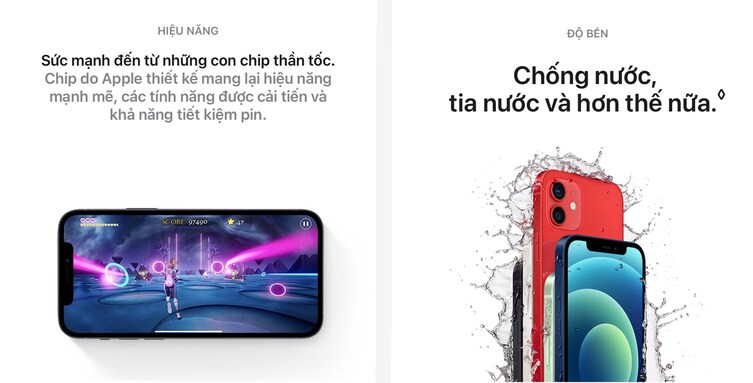 HIỆU NĂNG
Sức mạnh đến từ những con chip thần tốc.
Chip do Apple thiết kế mang lại hiệu năng
mạnh mẽ, các tính năng được cải tiến và
khả năng tiết kiệm pin.
SCORE 97490
47
ĐỘ BỀN
Chống nước,
tia nước và hơn thế nữa.◊